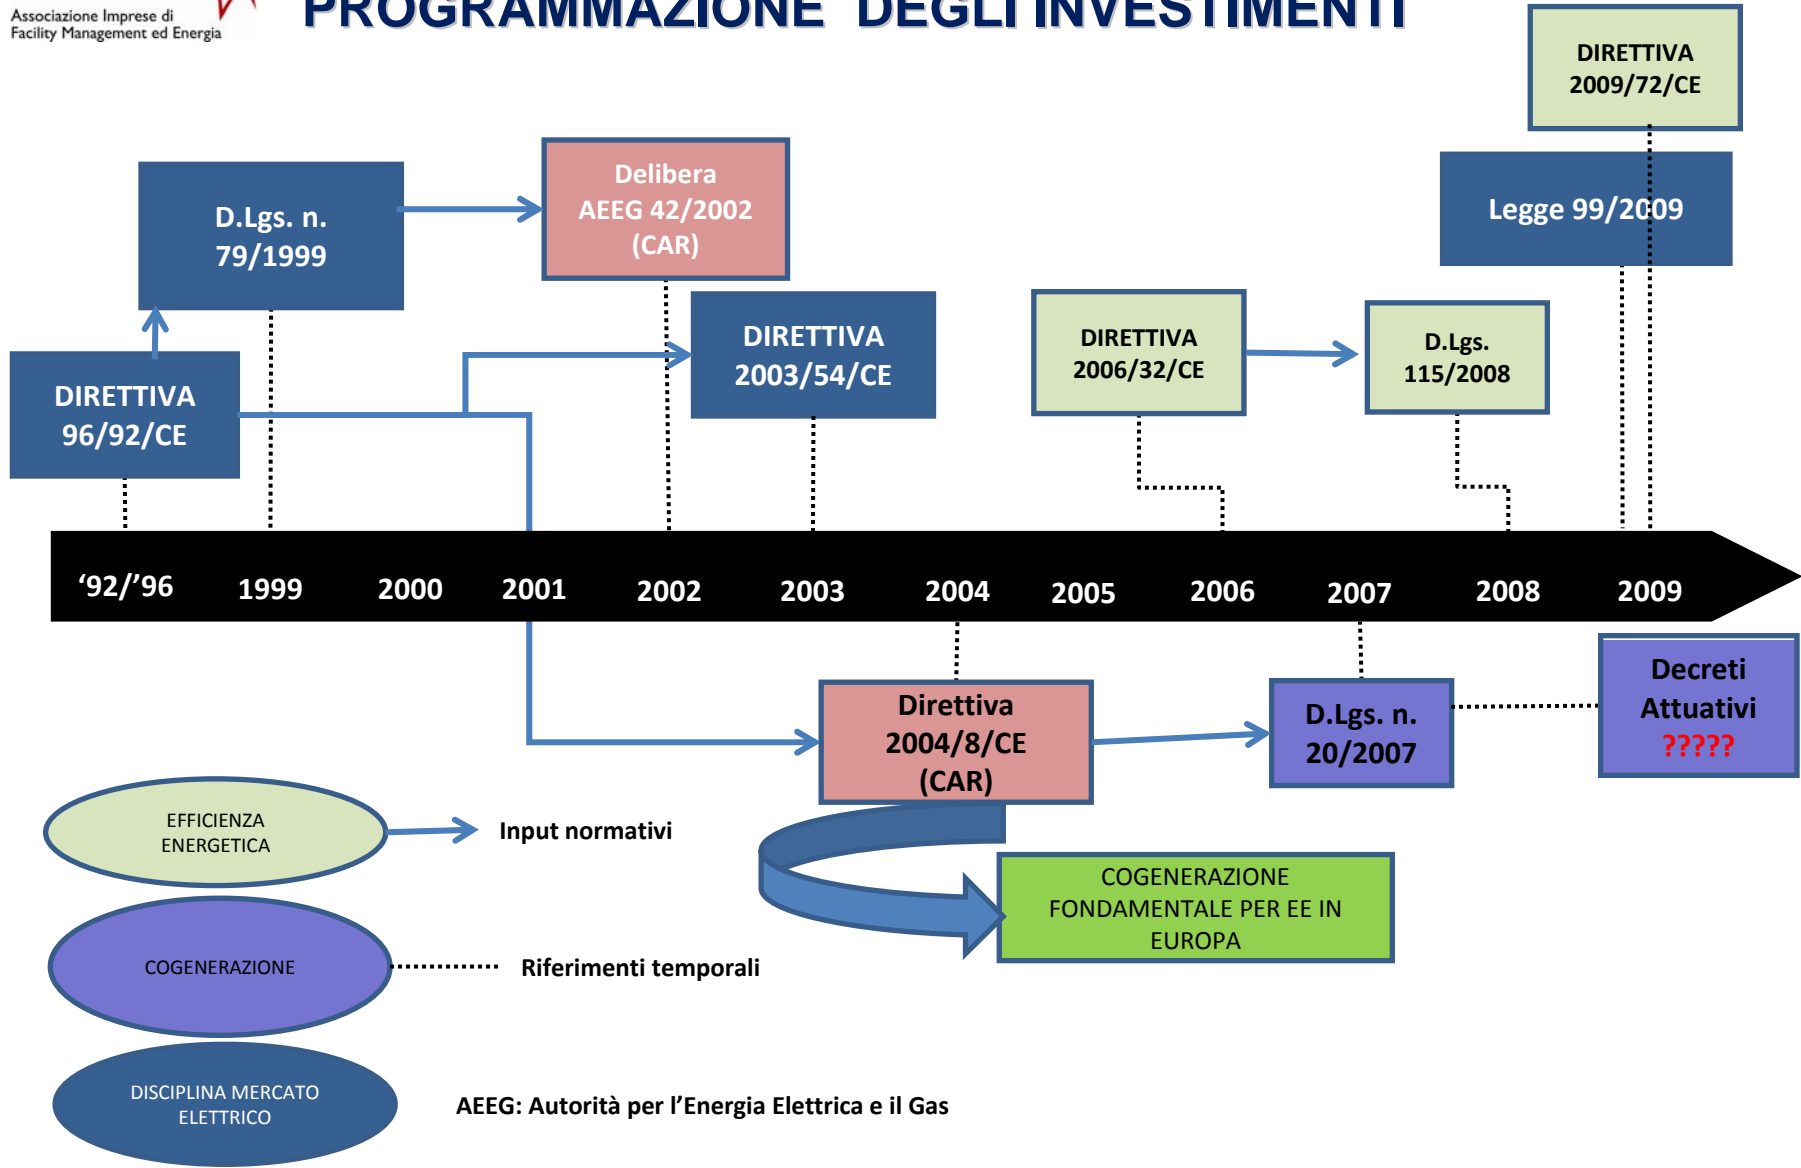 Associazione Imprese di
Facility Management ed Energia
PROGRAMMAZIONE DEGLI INVESTIMENTI
DIRETTIVA
2009/72/CE
D.Lgs. n.
79/1999
Delibera
AEEG 42/2002
(CAR)
Legge 99/2009
DIRETTIVA
96/92/CE
DIRETTIVA
2003/54/CE
DIRETTIVA
2006/32/CE
D.Lgs.
115/2008
‘92/’96
1999
2000
2001
2002
2003
2004
2005
2006
2007
2008
2009
Direttiva
2004/8/CE
(CAR)
D.Lgs. n.
20/2007
Decreti
Attuativi
?????
EFFICIENZA
ENERGETICA
Input normativi
COGENERAZIONE
FONDAMENTALE PER EE IN
EUROPA
COGENERAZIONE
Riferimenti temporali
DISCIPLINA MERCATO
ELETTRICO
AEEG: Autorità per l’Energia Elettrica e il Gas